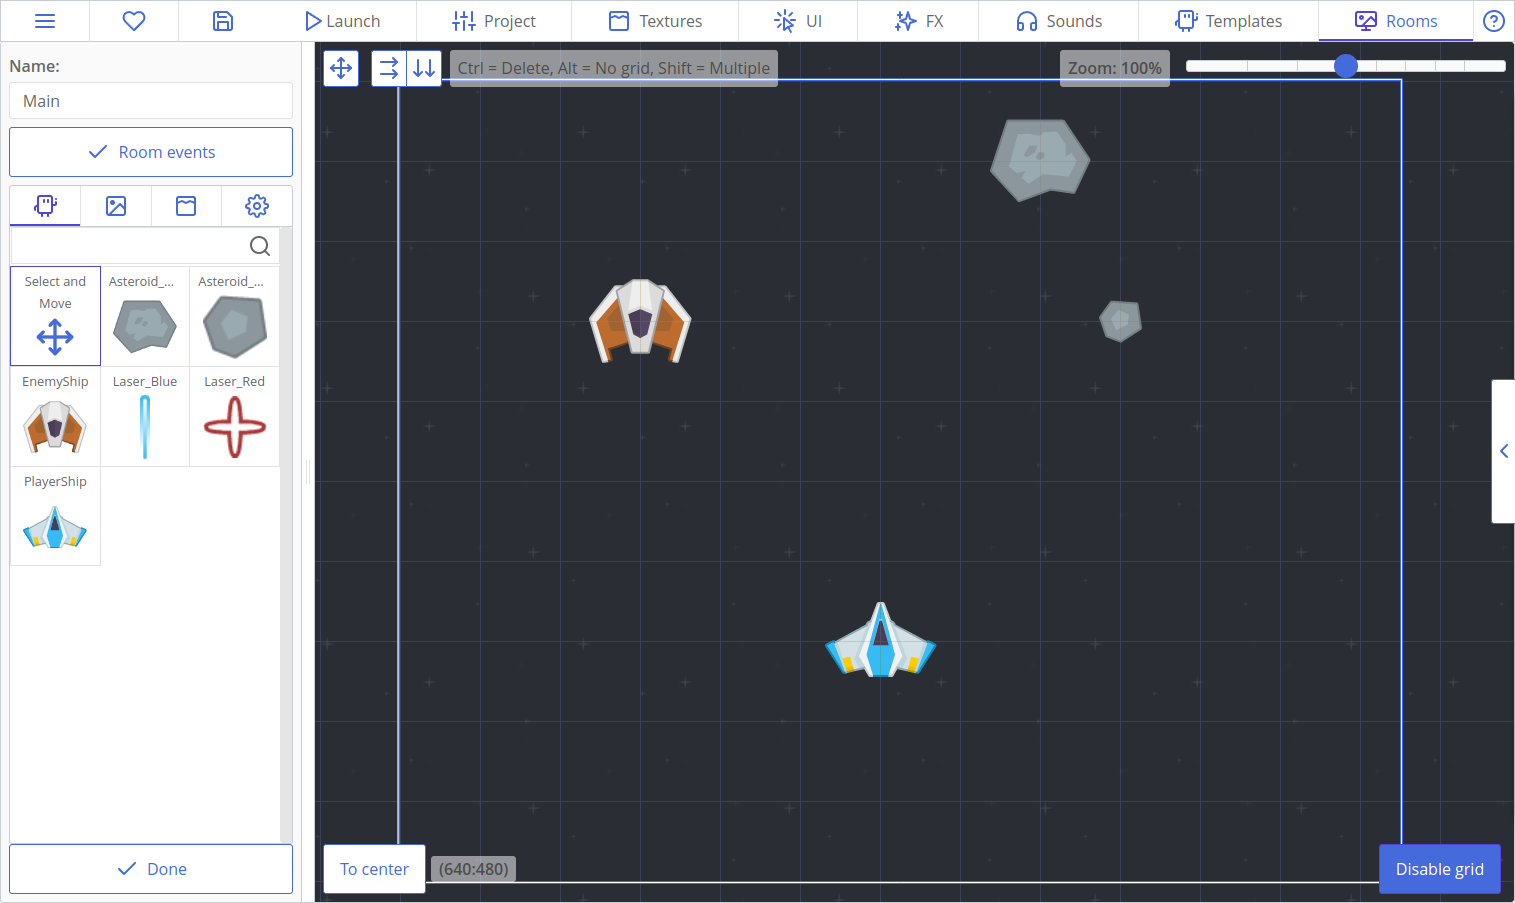 Launch
Project
Textures
UI
FX
Sounds
Templates
Rooms
Name:
Main
Room events
Select and
Move
Asteroid_...
Asteroid_...
EnemyShip
Laser_Blue
Laser_Red
PlayerShip
Done
Ctrl = Delete, Alt = No grid, Shift = Multiple
Zoom: 100%
To center
(640:480)
Disable grid